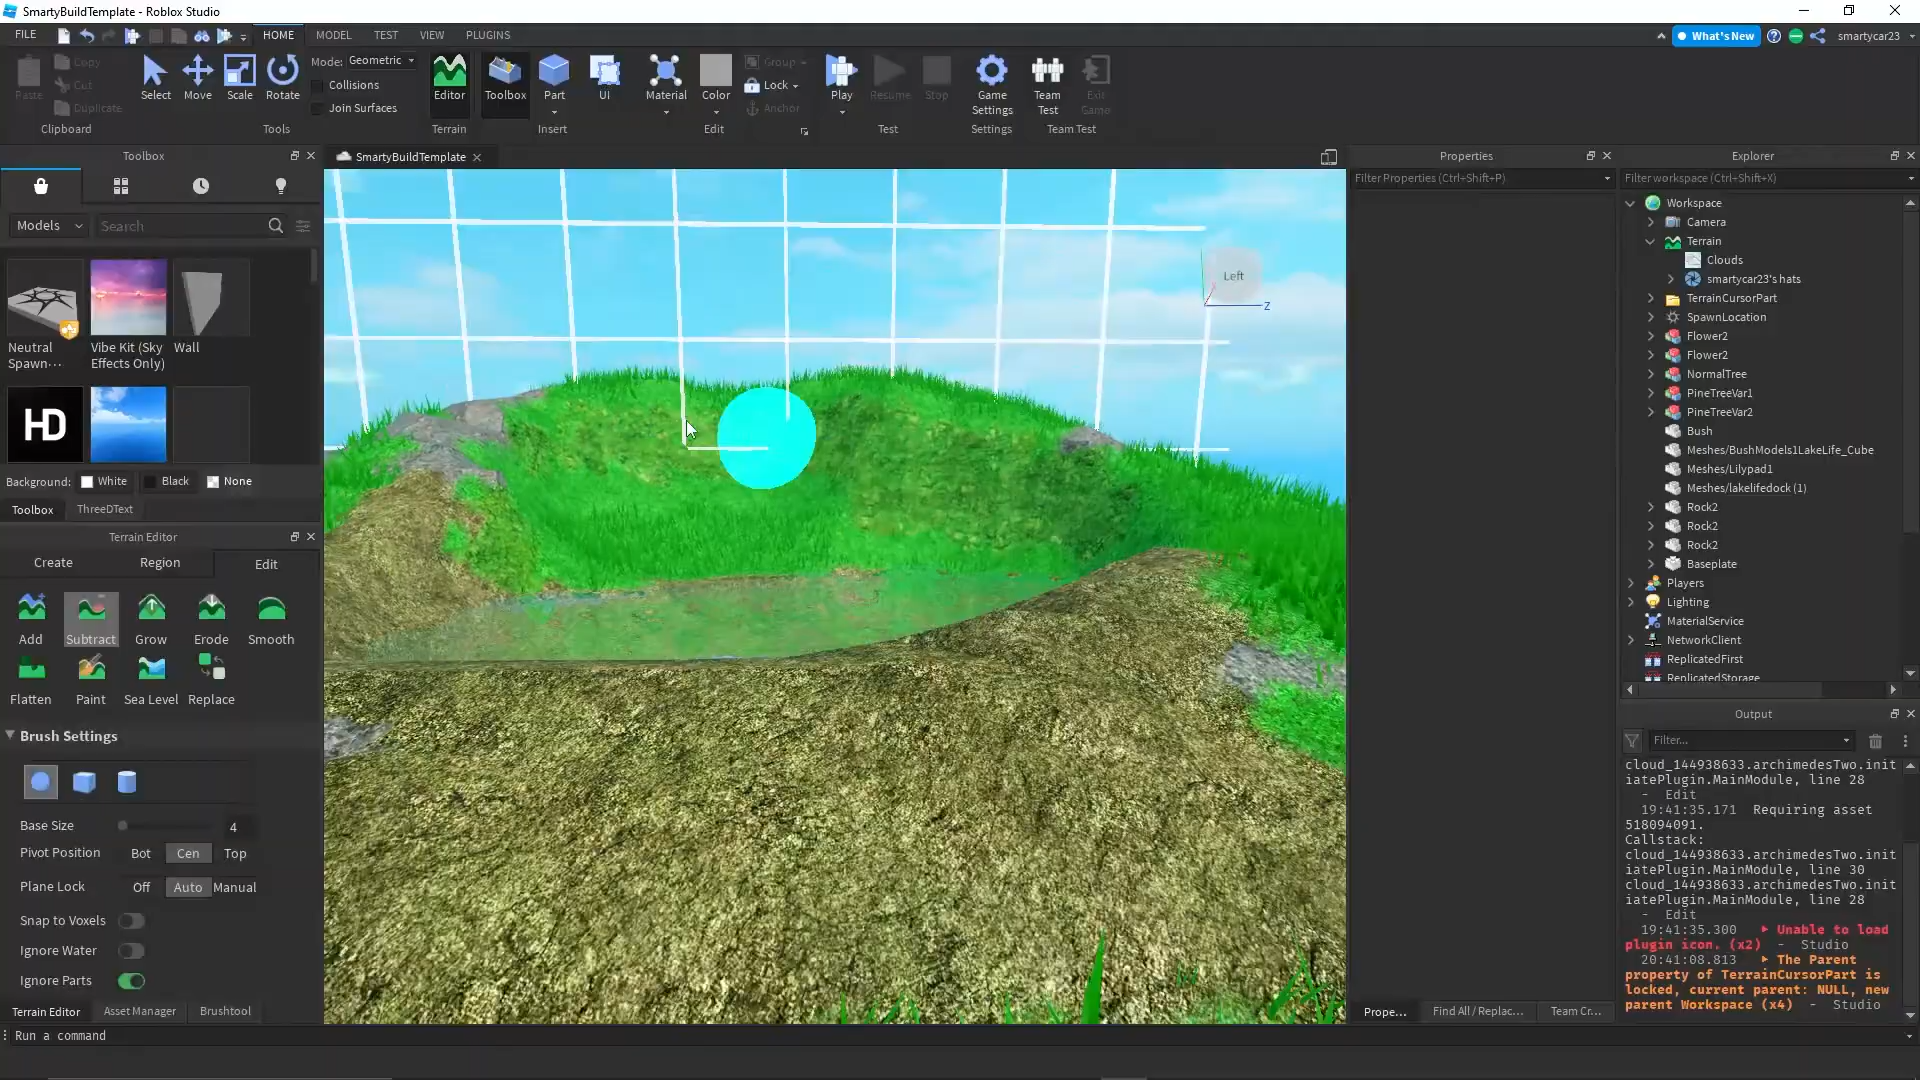 SmartyBuildTemplate - Roblox Studio
FILE
HOME
MODEL
TEST
VIEW
PLUGINS
What's New
smartycar23
Paste
Copy
Cut
Duplicate
Select
Move
Scale
Rotate
Mode: Geometric
Collisions
Join Surfaces
Editor
Toolbox
Part
UI
Material
Color
Group
Lock
Anchor
Play
Resume
Stop
Game
Settings
Team
Test
Exit
Game
Clipboard
Tools
Terrain
Insert
Edit
Test
Settings
Team Test
Toolbox
Models
Search
Neutral
Spawn...
Vibe Kit (Sky
Effects Only)
Wall
HD
Background: White Black None
Toolbox
ThreeDText
Terrain Editor
Create
Region
Edit
Add
Subtract
Grow
Erode
Smooth
Flatten
Paint
Sea Level
Replace
Brush Settings
Base Size
4
Pivot Position
Bot
Cen
Top
Plane Lock
Off
Auto
Manual
Snap to Voxels
Ignore Water
Ignore Parts
Terrain Editor
Asset Manager
Brushtool
Run a command
SmartyBuildTemplate
Left
Z
Properties
Filter Properties (Ctrl+Shift+P)
Prope...
Find All / Replac...
Team Cr...
Explorer
Filter workspace (Ctrl+Shift+X)
Workspace
Camera
Terrain
Clouds
smartycar23's hats
TerrainCursorPart
SpawnLocation
Flower2
Flower2
NormalTree
PineTreeVar1
PineTreeVar2
Bush
Meshes/BushModels1LakeLife_Cube
Meshes/Lilypad1
Meshes/lakelifedock (1)
Rock2
Rock2
Rock2
Baseplate
Players
Lighting
MaterialService
NetworkClient
ReplicatedFirst
ReplicatedStorage
Output
Filter...
cloud_144938633.archimedesTwo.init
iatePlugin.MainModule, line 28
- Edit
19:41:35.171 Requiring asset
518094091.
Callstack:
cloud_144938633.archimedesTwo.init
iatePlugin.MainModule, line 30
cloud_144938633.archimedesTwo.init
iatePlugin.MainModule, line 28
- Edit
19:41:35.300 Unable to load
plugin icon. (x2) - Studio
20:41:08.813 The Parent
property of TerrainCursorPart is
locked, current parent: NULL, new
parent Workspace (x4) - Studio